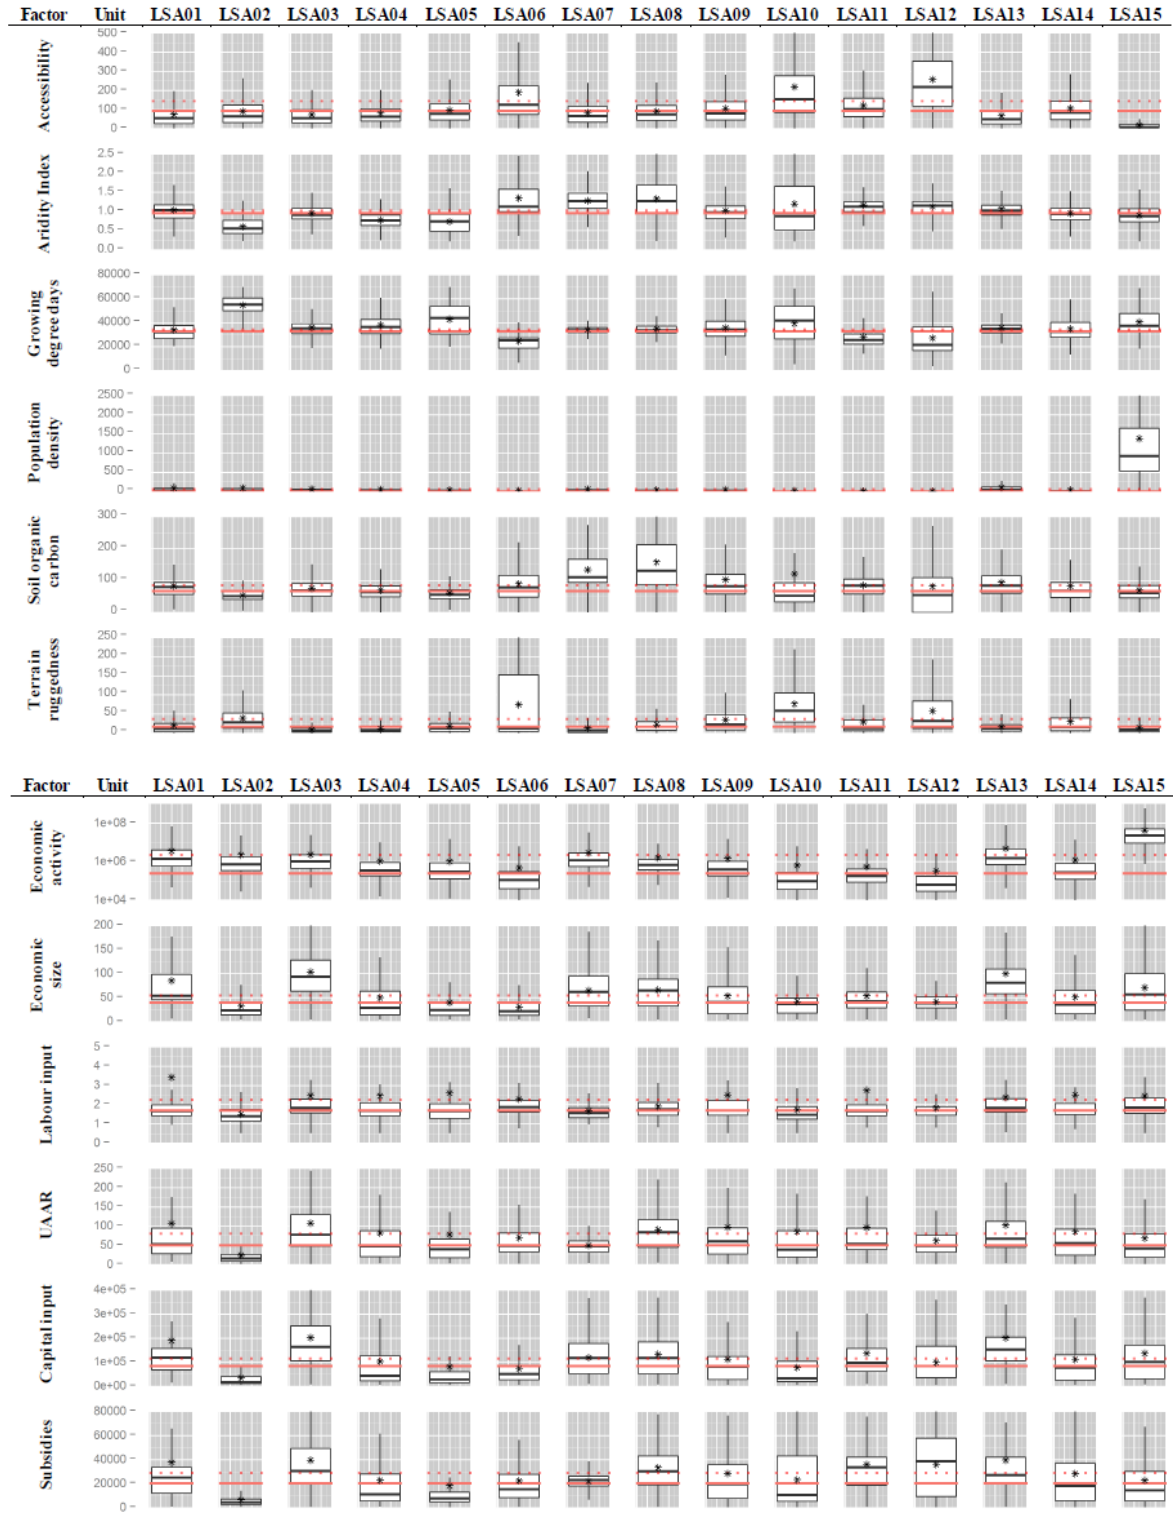 Factor Unit LSA01 LSA02 LSA03 LSA04 LSA05 LSA06 LSA07 LSA08 LSA09 LSA10 LSA11 LSA12 LSA13 LSA14 LSA15
Accessibility
500
400
300
200
100
0
Aridity Index
2.5
2.0
1.5
1.0
0.5
0.0
Growing
degree days
80000
60000
40000
20000
0
Population
density
2500
2000
1500
1000
500
0
Soil organic
carbon
300
200
100
0
Terrain
ruggedness
250
200
150
100
50
0
Factor Unit LSA01 LSA02 LSA03 LSA04 LSA05 LSA06 LSA07 LSA08 LSA09 LSA10 LSA11 LSA12 LSA13 LSA14 LSA15
Economic
activity
1e+08
1e+06
1e+04
Economic
size
200
150
100
50
0
Labour input
5
4
3
2
1
0
UAAR
250
200
150
100
50
0
Capital input
4e+05
3e+05
2e+05
1e+05
0e+00
Subsidies
80000
60000
40000
20000
0